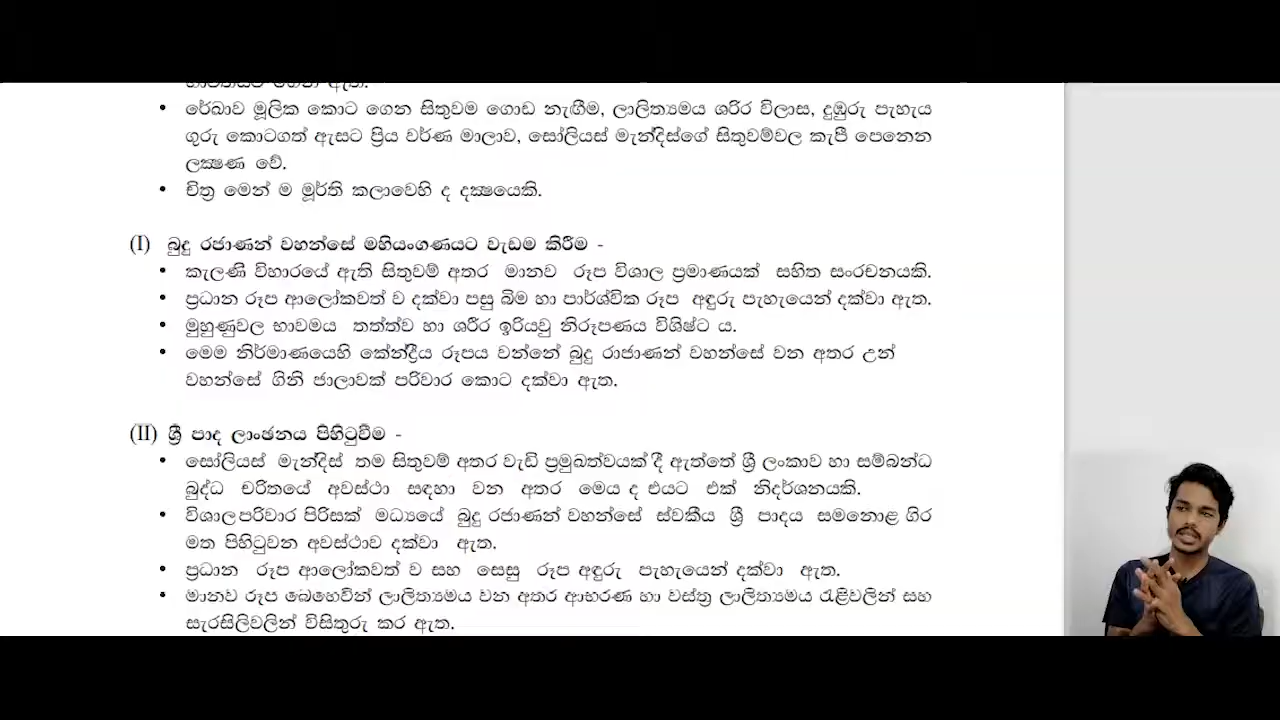 • රේඛාව මූලික කොට ගෙන සිතුවම ගොඩ නැඟීම, ලාලිත්‍යමය ශරීර විලාස, දුඹුරු පැහැය
ගුරු කොටගත් ඇසට ප්‍රිය වර්ණ මාලාව, සෝලියස් මැන්දිස්ගේ සිතුවම්වල කැපී පෙනෙන
ලක්‍ෂණ වේ.
• චිත්‍ර මෙන් ම මූර්ති කලාවෙහි ද දක්‍ෂයෙකි.
(I) බුදු රජාණන් වහන්සේ මහියංගණයට වැඩම කිරීම -
• කැලණි විහාරයේ ඇති සිතුවම් අතර මානව රූප විශාල ප්‍රමාණයක් සහිත සංරචනයකි.
• ප්‍රධාන රූප ආලෝකවත් ව දක්වා පසු බිම හා පාර්ශ්වික රූප අඳුරු පැහැයෙන් දක්වා ඇත.
• මුහුණුවල භාවමය තත්ත්ව හා ශරීර ඉරියවු නිරූපණය විශිෂ්ට ය.
• මෙම නිර්මාණයෙහි කේන්ද්‍රීය රූපය වන්නේ බුදු රාජාණන් වහන්සේ වන අතර උන්
වහන්සේ ගිනි ජාලාවක් පරිවාර කොට දක්වා ඇත.
(II) ශ්‍රී පාද ලාංඡනය පිහිටුවීම -
• සෝලියස් මැන්දිස් තම සිතුවම් අතර වැඩි ප්‍රමුඛත්වයක් දී ඇත්තේ ශ්‍රී ලංකාව හා සම්බන්ධ
බුද්ධ චරිතයේ අවස්ථා සඳහා වන අතර මෙය ද එයට එක් නිදර්ශනයකි.
• විශාල පරිවාර පිරිසක් මධ්‍යයේ බුදු රජාණන් වහන්සේ ස්වකීය ශ්‍රී පාදය සමනොළ ගිර
මත පිහිටුවන අවස්ථාව දක්වා ඇත.
• ප්‍රධාන රූප ආලෝකවත් ව සහ සෙසු රූප අඳුරු පැහැයෙන් දක්වා ඇත.
• මානව රූප බෙහෙවින් ලාලිත්‍යමය වන අතර ආභරණ හා වස්ත්‍ර ලාලිත්‍යමය රැළිවලින් සහ
සැරසිලිවලින් විසිතුරු කර ඇත.